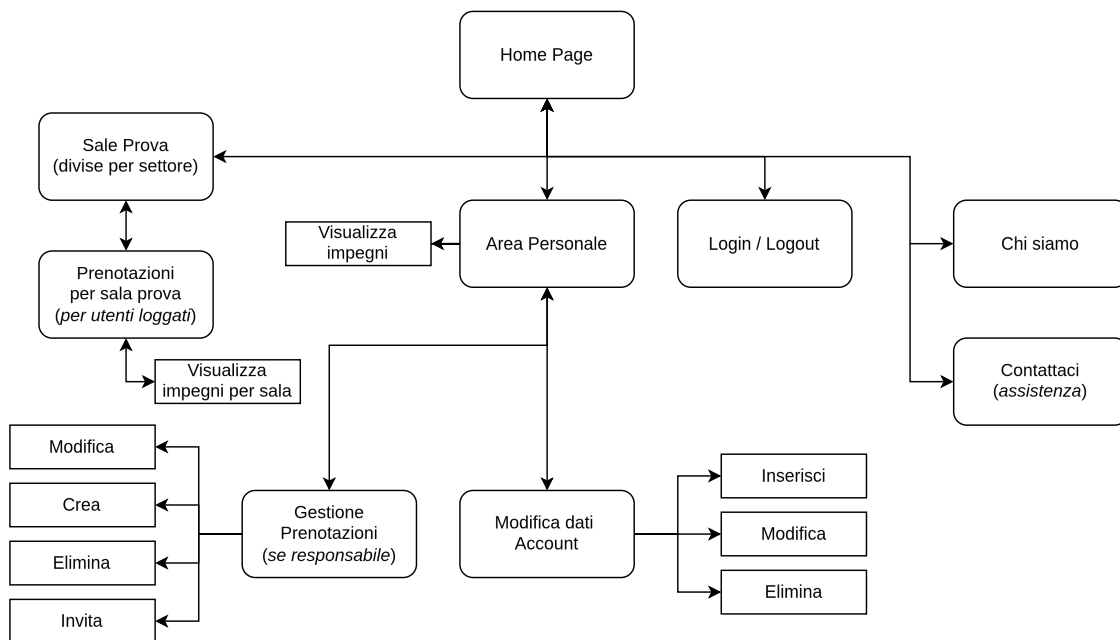 Home Page
Sale Prova
(divise per settore)
Visualizza
impegni
Area Personale
Login / Logout
Chi siamo
Prenotazioni
per sala prova
(per utenti loggati)
Visualizza
impegni per sala
Contattaci
(assistenza)
Modifica
Crea
Elimina
Invita
Gestione
Prenotazioni
(se responsabile)
Modifica dati
Account
Inserisci
Modifica
Elimina